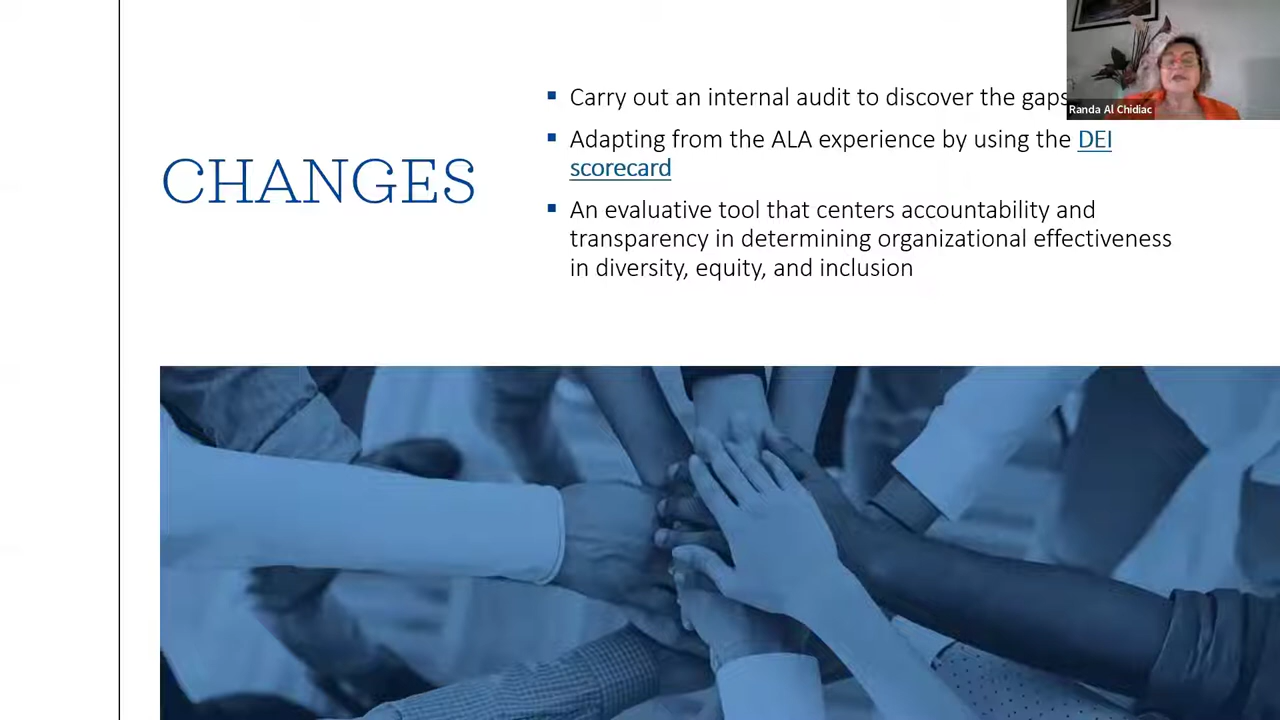 CHANGES
Carry out an internal audit to discover the gaps
Adapting from the ALA experience by using the DEI
scorecard
An evaluative tool that centers accountability and
transparency in determining organizational effectiveness
in diversity, equity, and inclusion
Randa Al Chidiac